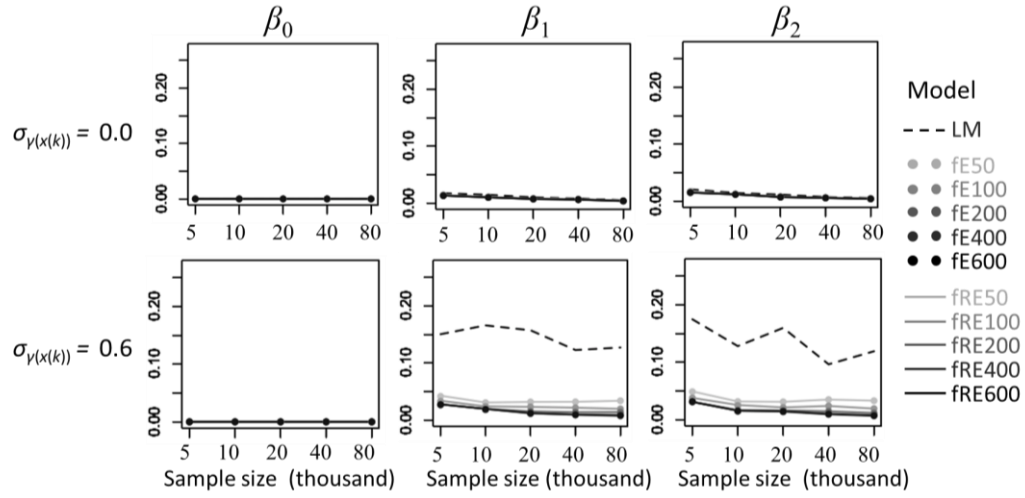 β0 β1 β2
σγ(x(k)) = 0.0
0.00 0.10 0.20
5 10 20 40 80
0.00 0.10 0.20
5 10 20 40 80
0.00 0.10 0.20
5 10 20 40 80
σγ(x(k)) = 0.6
0.00 0.10 0.20
5 10 20 40 80
Sample size (thousand)
0.00 0.10 0.20
5 10 20 40 80
Sample size (thousand)
0.00 0.10 0.20
5 10 20 40 80
Sample size (thousand)
Model
LM
fE50
fE100
fE200
fE400
fE600
fRE50
fRE100
fRE200
fRE400
fRE600